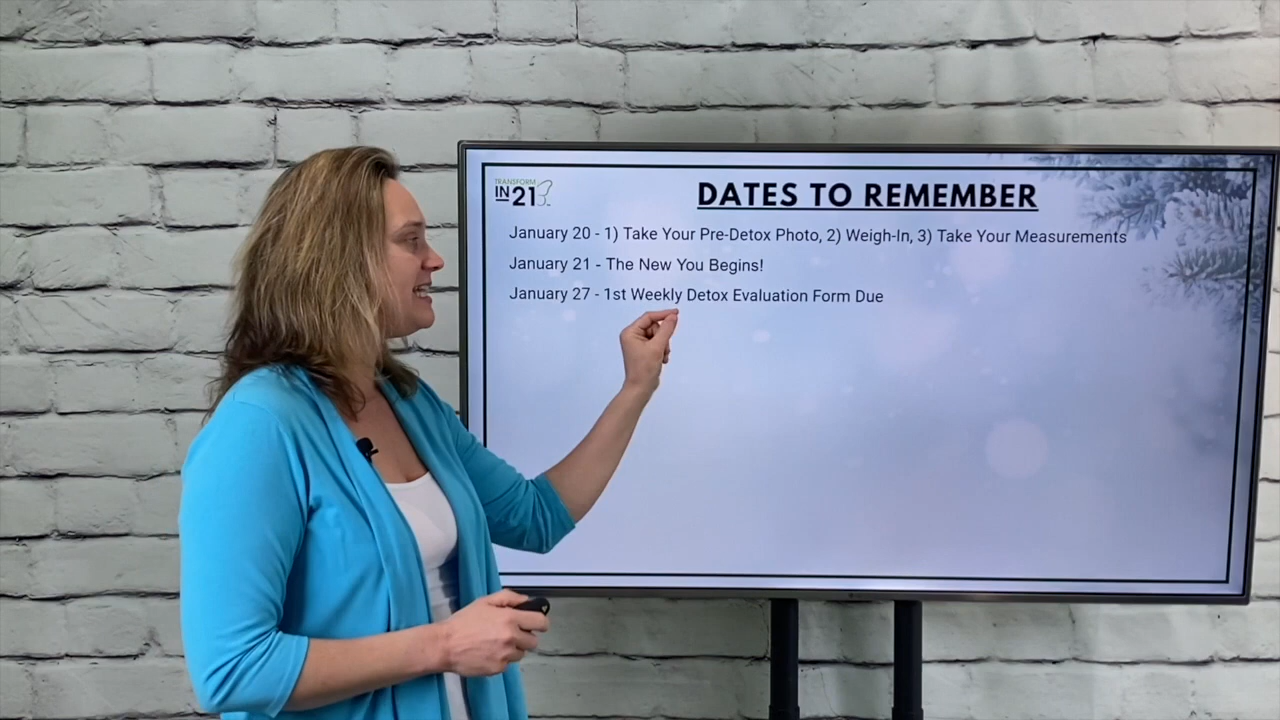 TRANSFORM
IN 21
DATES TO REMEMBER
January 20 - 1) Take Your Pre-Detox Photo, 2) Weigh-In, 3) Take Your Measurements
January 21 - The New You Begins!
January 27 - 1st Weekly Detox Evaluation Form Due